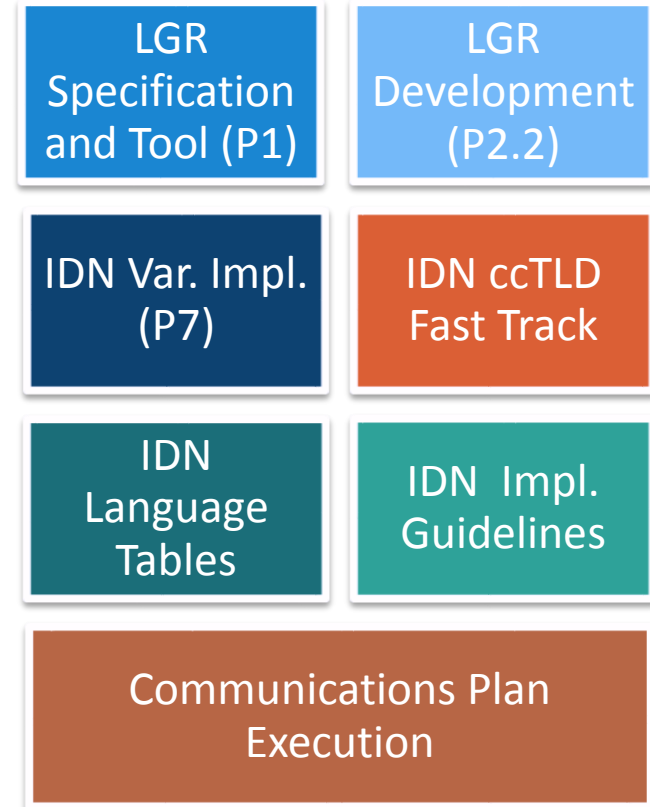 LGR
Specification
and Tool (P1)
LGR
Development
(P2.2)
IDN Var. Impl.
(P7)
IDN ccTLD
Fast Track
IDN
Language
Tables
IDN Impl.
Guidelines
Communications Plan
Execution